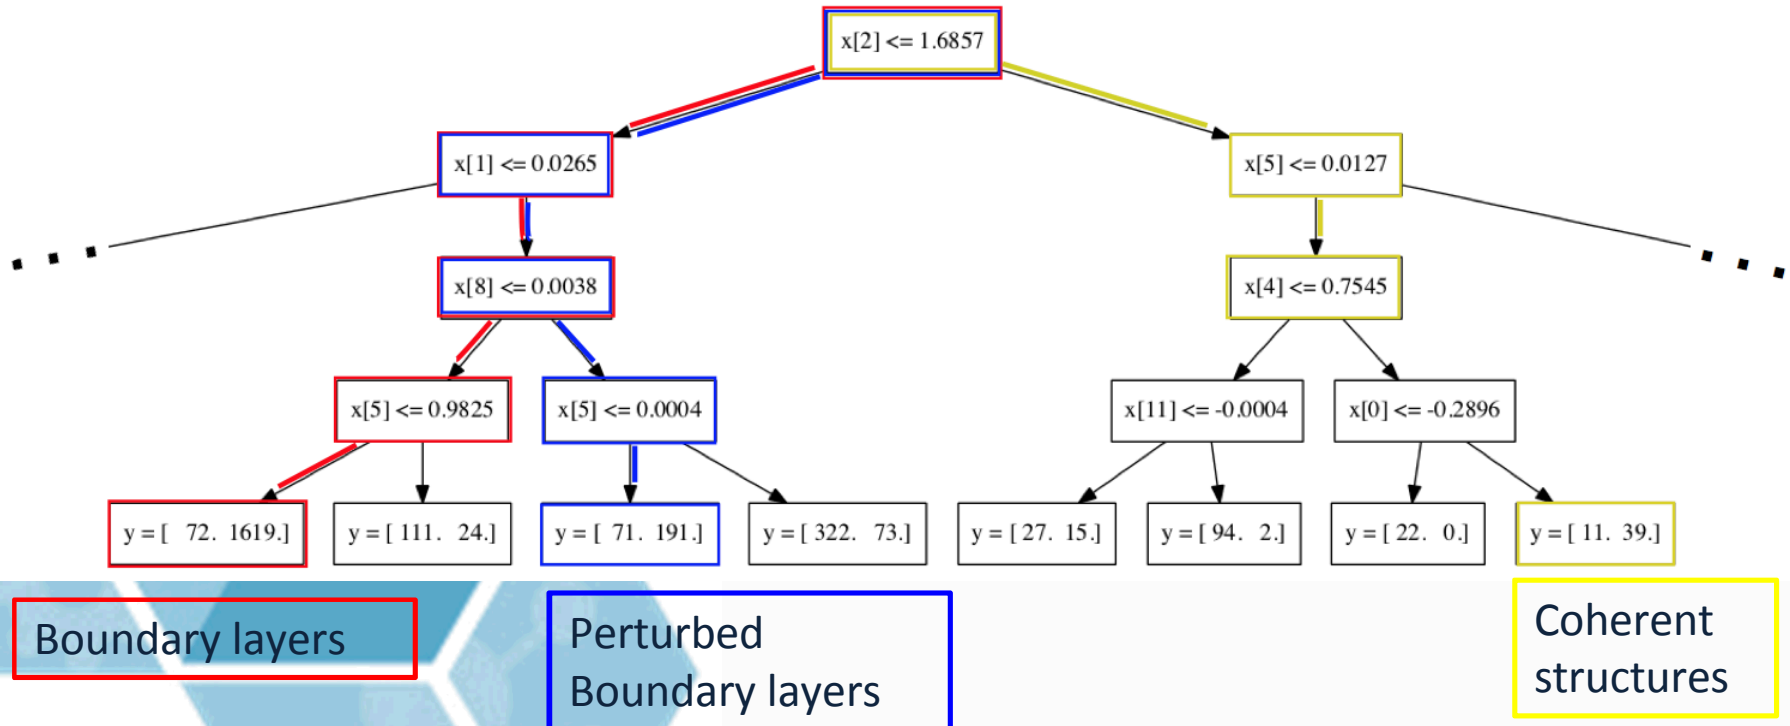 x[2] <= 1.6857
x[1] <= 0.0265
x[5] <= 0.0127
x[8] <= 0.0038
x[4] <= 0.7545
x[5] <= 0.9825
x[5] <= 0.0004
x[11] <= -0.0004
x[0] <= -0.2896
y = [ 72. 1619.]
y = [ 111. 24.]
y = [ 71. 191.]
y = [ 322. 73.]
y = [ 27. 15.]
y = [ 94. 2.]
y = [ 22. 0.]
y = [ 11. 39.]
Boundary layers
Perturbed
Boundary layers
Coherent
structures